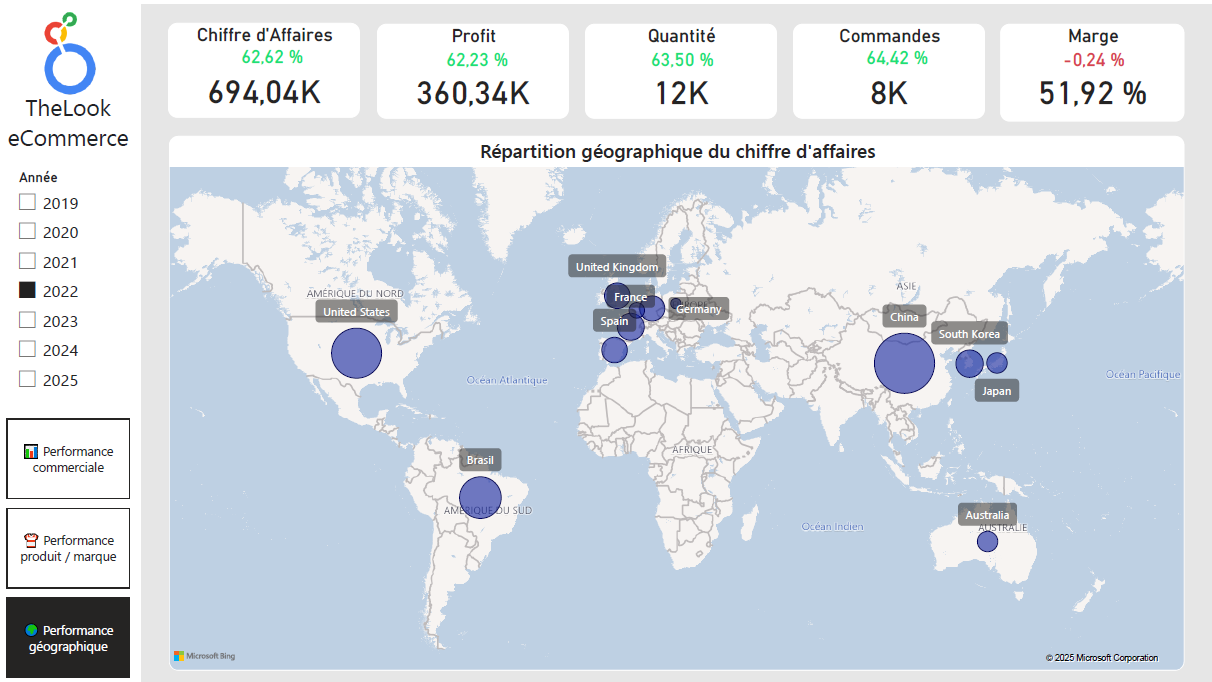 TheLook
eCommerce
Année
2019
2020
2021
2022
2023
2024
2025
Performance
commerciale
Performance
produit / marque
Performance
géographique
Chiffre d'Affaires
62,62 %
694,04K
Profit
62,23 %
360,34K
Quantité
63,50 %
12K
Commandes
64,42 %
8K
Marge
-0,24 %
51,92 %
Répartition géographique du chiffre d'affaires
United Kingdom
France
Germany
Spain
AMÉRIQUE DU NORD
United States
ASIE
China
South Korea
Japan
Océan Atlantique
Océan Pacifique
AFRIQUE
Brasil
AMÉRIQUE DU SUD
Océan Indien
Australia
AUSTRALIE
Microsoft Bing
© 2025 Microsoft Corporation